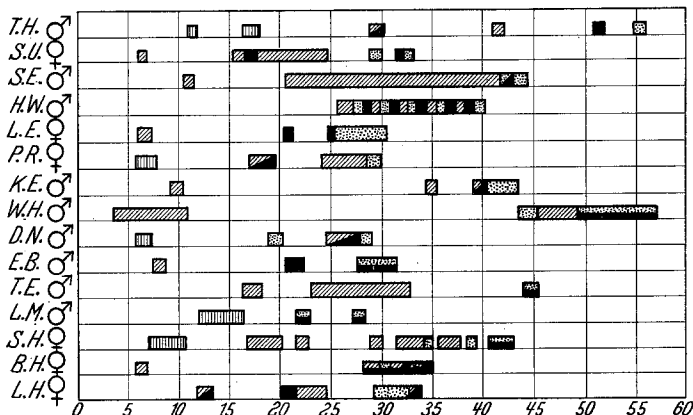 T.H. ♂
S.U. ♀
S.E. ♂
H.W. ♂
L.E. ♀
P.R. ♀
K.E. ♂
W.H. ♂
D.N. ♂
E.B. ♂
T.E. ♂
L.M. ♂
S.H. ♀
B.H. ♀
L.H. ♀
0 5 10 15 20 25 30 35 40 45 50 55 60